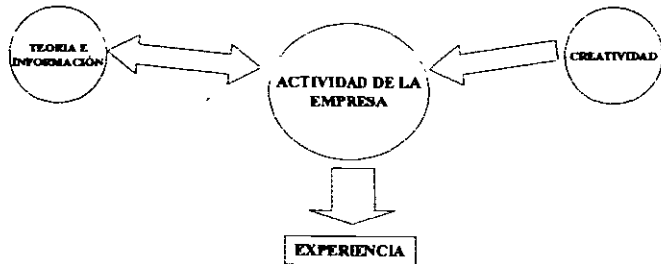 TEORIA E
INFORMACIÓN
ACTIVIDAD DE LA
EMPRESA
CREATIVIDAD
EXPERIENCIA